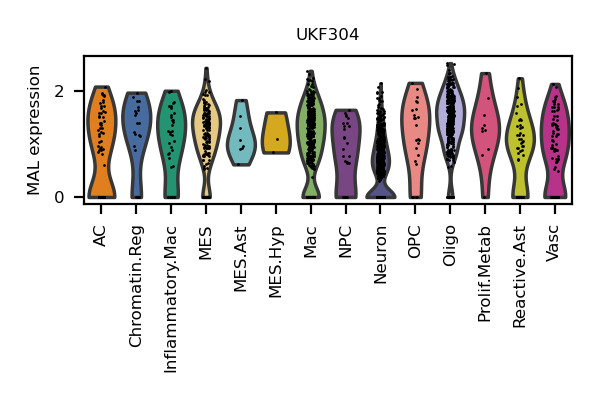 UKF304
MAL expression
2
0
AC
Chromatin.Reg
Inflammatory.Mac
MES
MES.Ast
MES.Hyp
Mac
NPC
Neuron
OPC
Oligo
Prolif.Metab
Reactive.Ast
Vasc